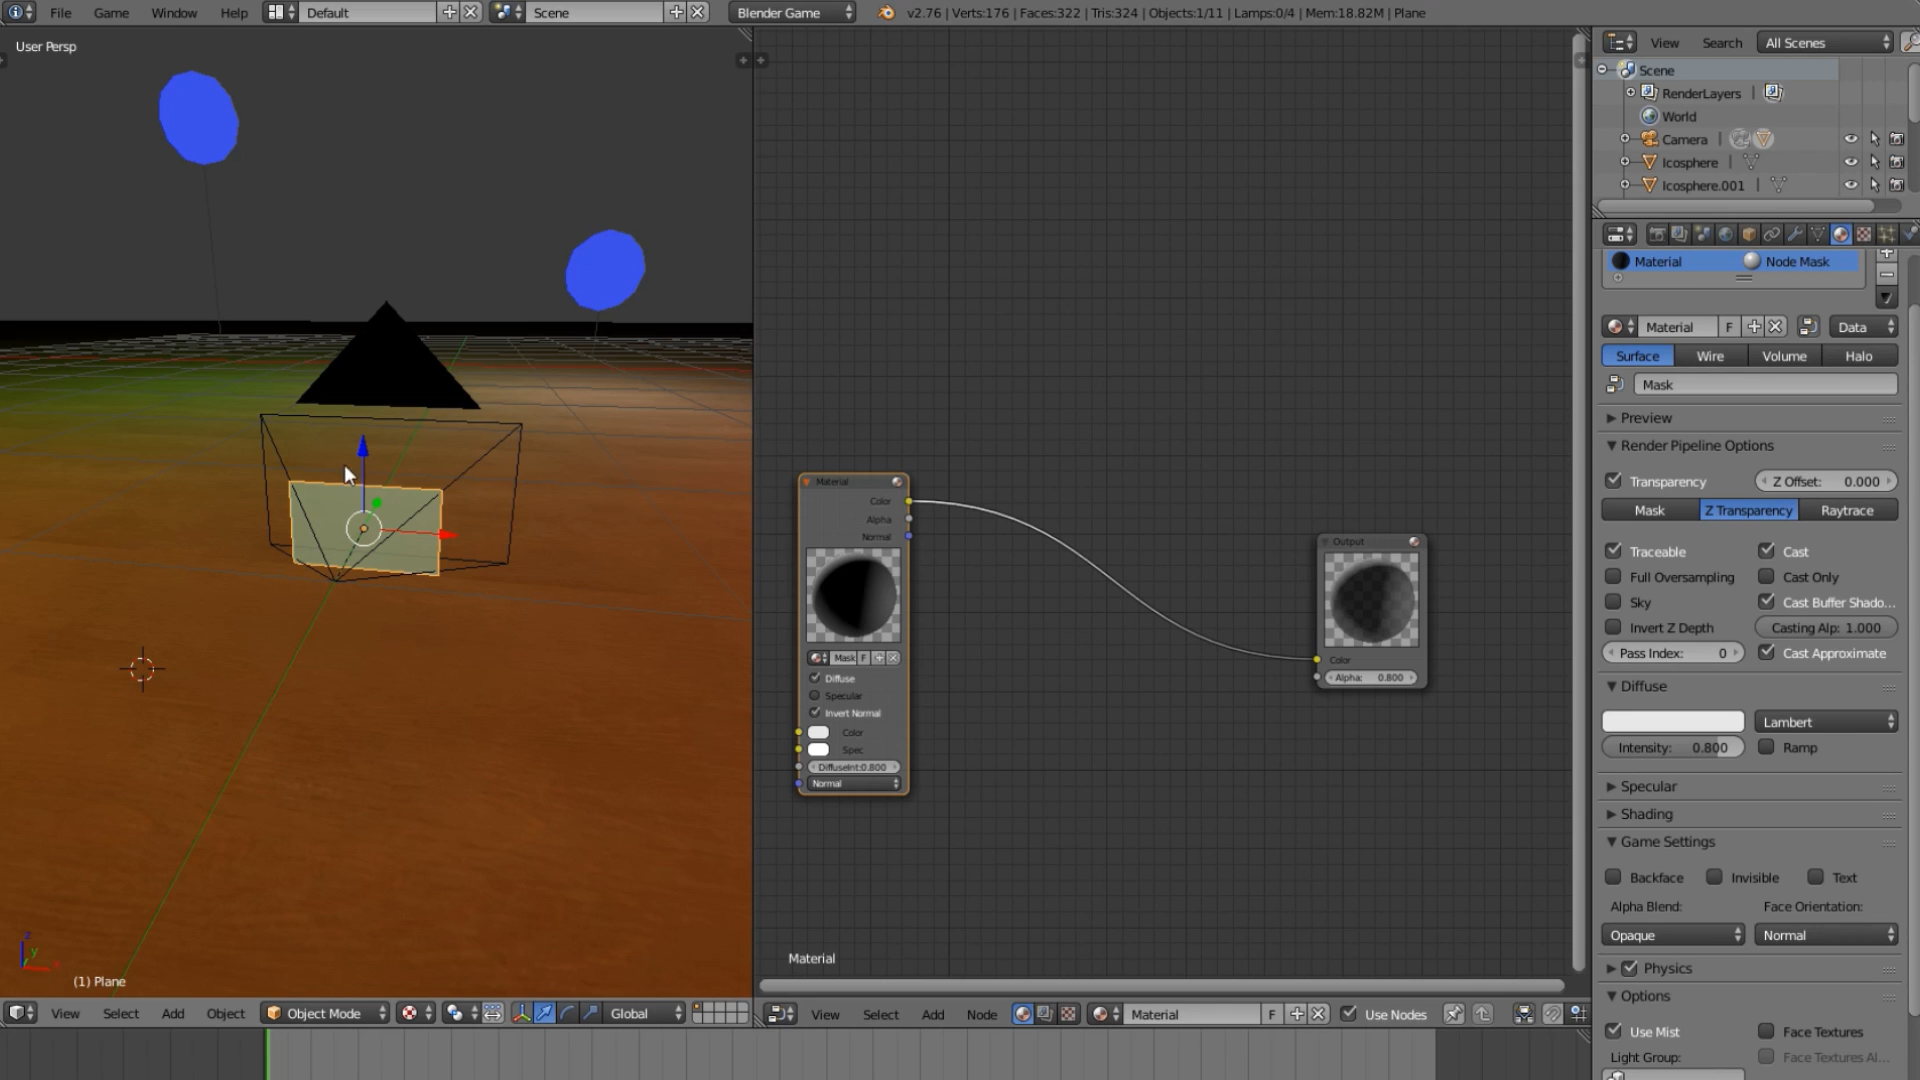 File Game Window Help Default Scene Blender Game v2.76 | Verts:176 | Faces:322 | Tris:324 | Objects:1/11 | Lamps:0/4 | Mem:18.82M | Plane
User Persp
(1) Plane
z
y
x
View Select Add Object Object Mode Global
Material
Color
Alpha
Normal
Mask F
Diffuse
Specular
Invert Normal
Color
Spec
DiffuseInt:0.800
Normal
Output
Color
Alpha: 0.800
Material
View Select Add Node Material F Use Nodes
View Search All Scenes
Scene
RenderLayers |
World
Camera |
Icosphere |
Icosphere.001 |
Material Node Mask
Material F Data
Surface Wire Volume Halo
Mask
Preview
Render Pipeline Options
Transparency Z Offset: 0.000
Mask Z Transparency Raytrace
Traceable Cast
Full Oversampling Cast Only
Sky Cast Buffer Shado...
Invert Z Depth Casting Alp: 1.000
Pass Index: 0 Cast Approximate
Diffuse
Lambert
Intensity: 0.800 Ramp
Specular
Shading
Game Settings
Backface Invisible Text
Alpha Blend: Face Orientation:
Opaque Normal
Physics
Options
Use Mist Face Textures
Light Group: Face Textures Al...